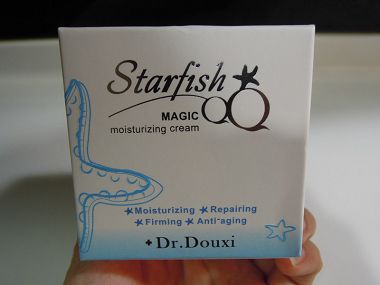 Starfish
QQ
MAGIC
moisturizing cream
Moisturizing Repairing
Firming Anti-aging
+Dr.Douxi